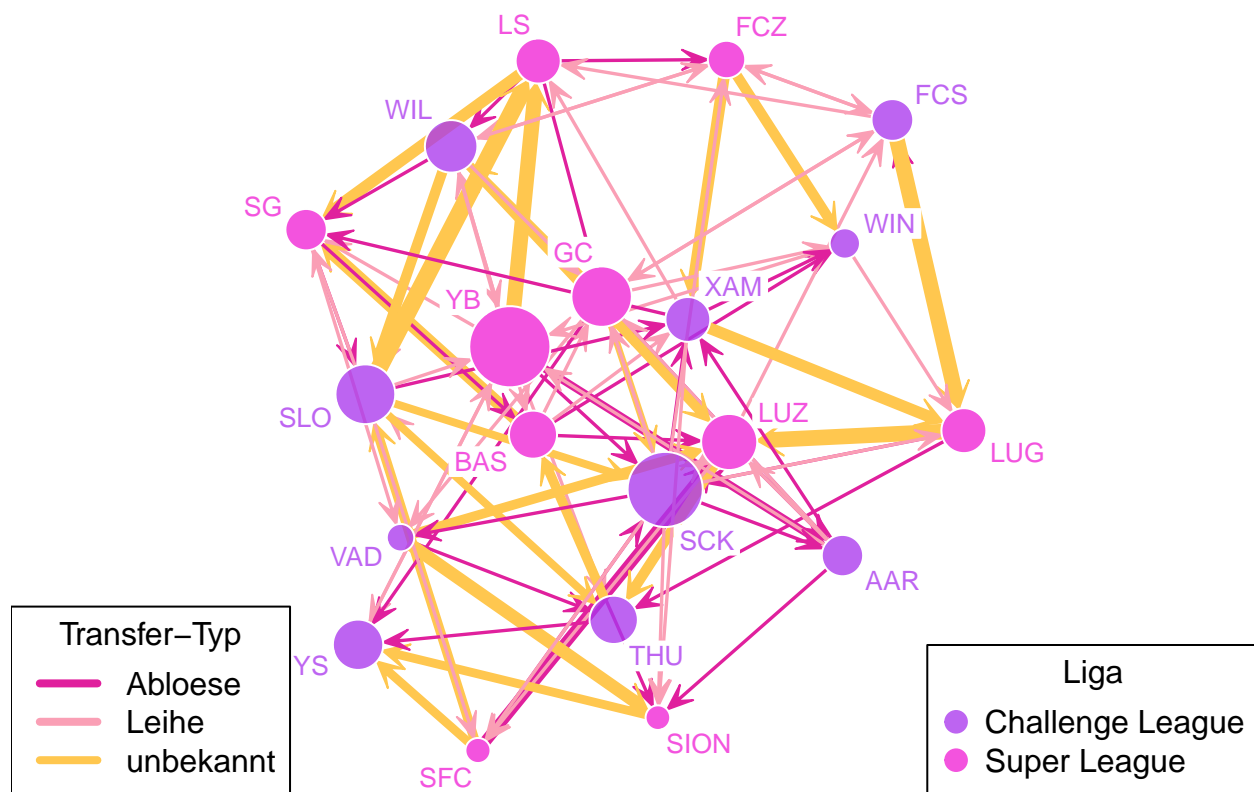 LS
FCZ
WIL
FCS
SG
WIN
GC
XAM
YB
SLO
LUZ
BAS
LUG
VAD
SCK
AAR
THU
YS
SION
SFC
Transfer−Typ
Abloese
Leihe
unbekannt
Liga
Challenge League
Super League